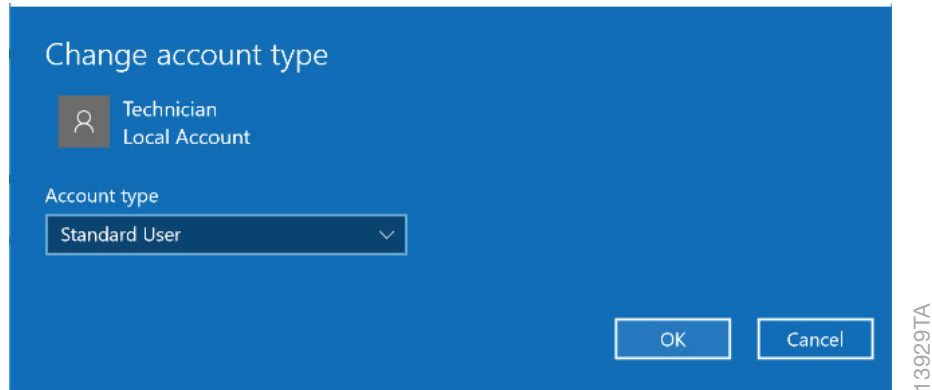 Change account type
Technician
Local Account
Account type
Standard User
OK
Cancel
13929TA